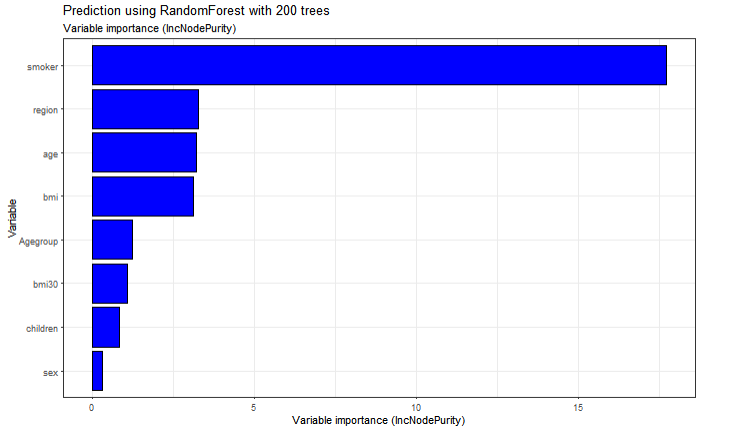 Prediction using RandomForest with 200 trees
Variable importance (IncNodePurity)
smoker
region
age
bmi
Agegroup
bmi30
children
sex
Variable
0 5 10 15
Variable importance (IncNodePurity)